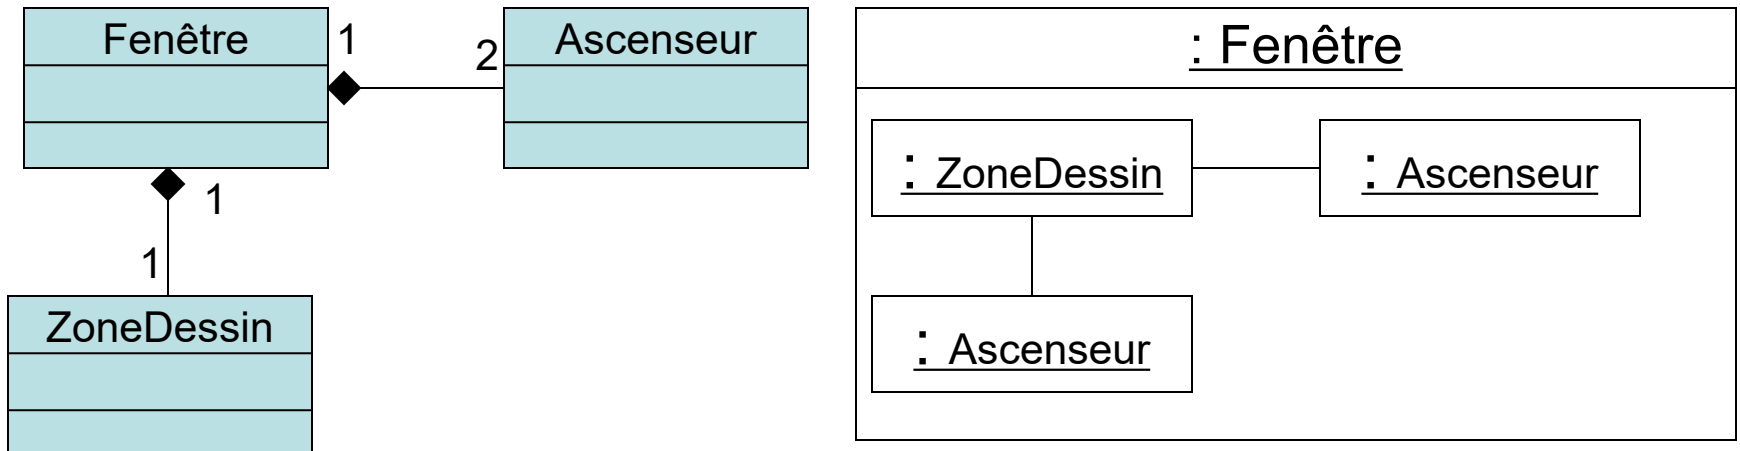 Fenêtre
1
2
Ascenseur
1
1
ZoneDessin
: Fenêtre
: ZoneDessin
: Ascenseur
: Ascenseur